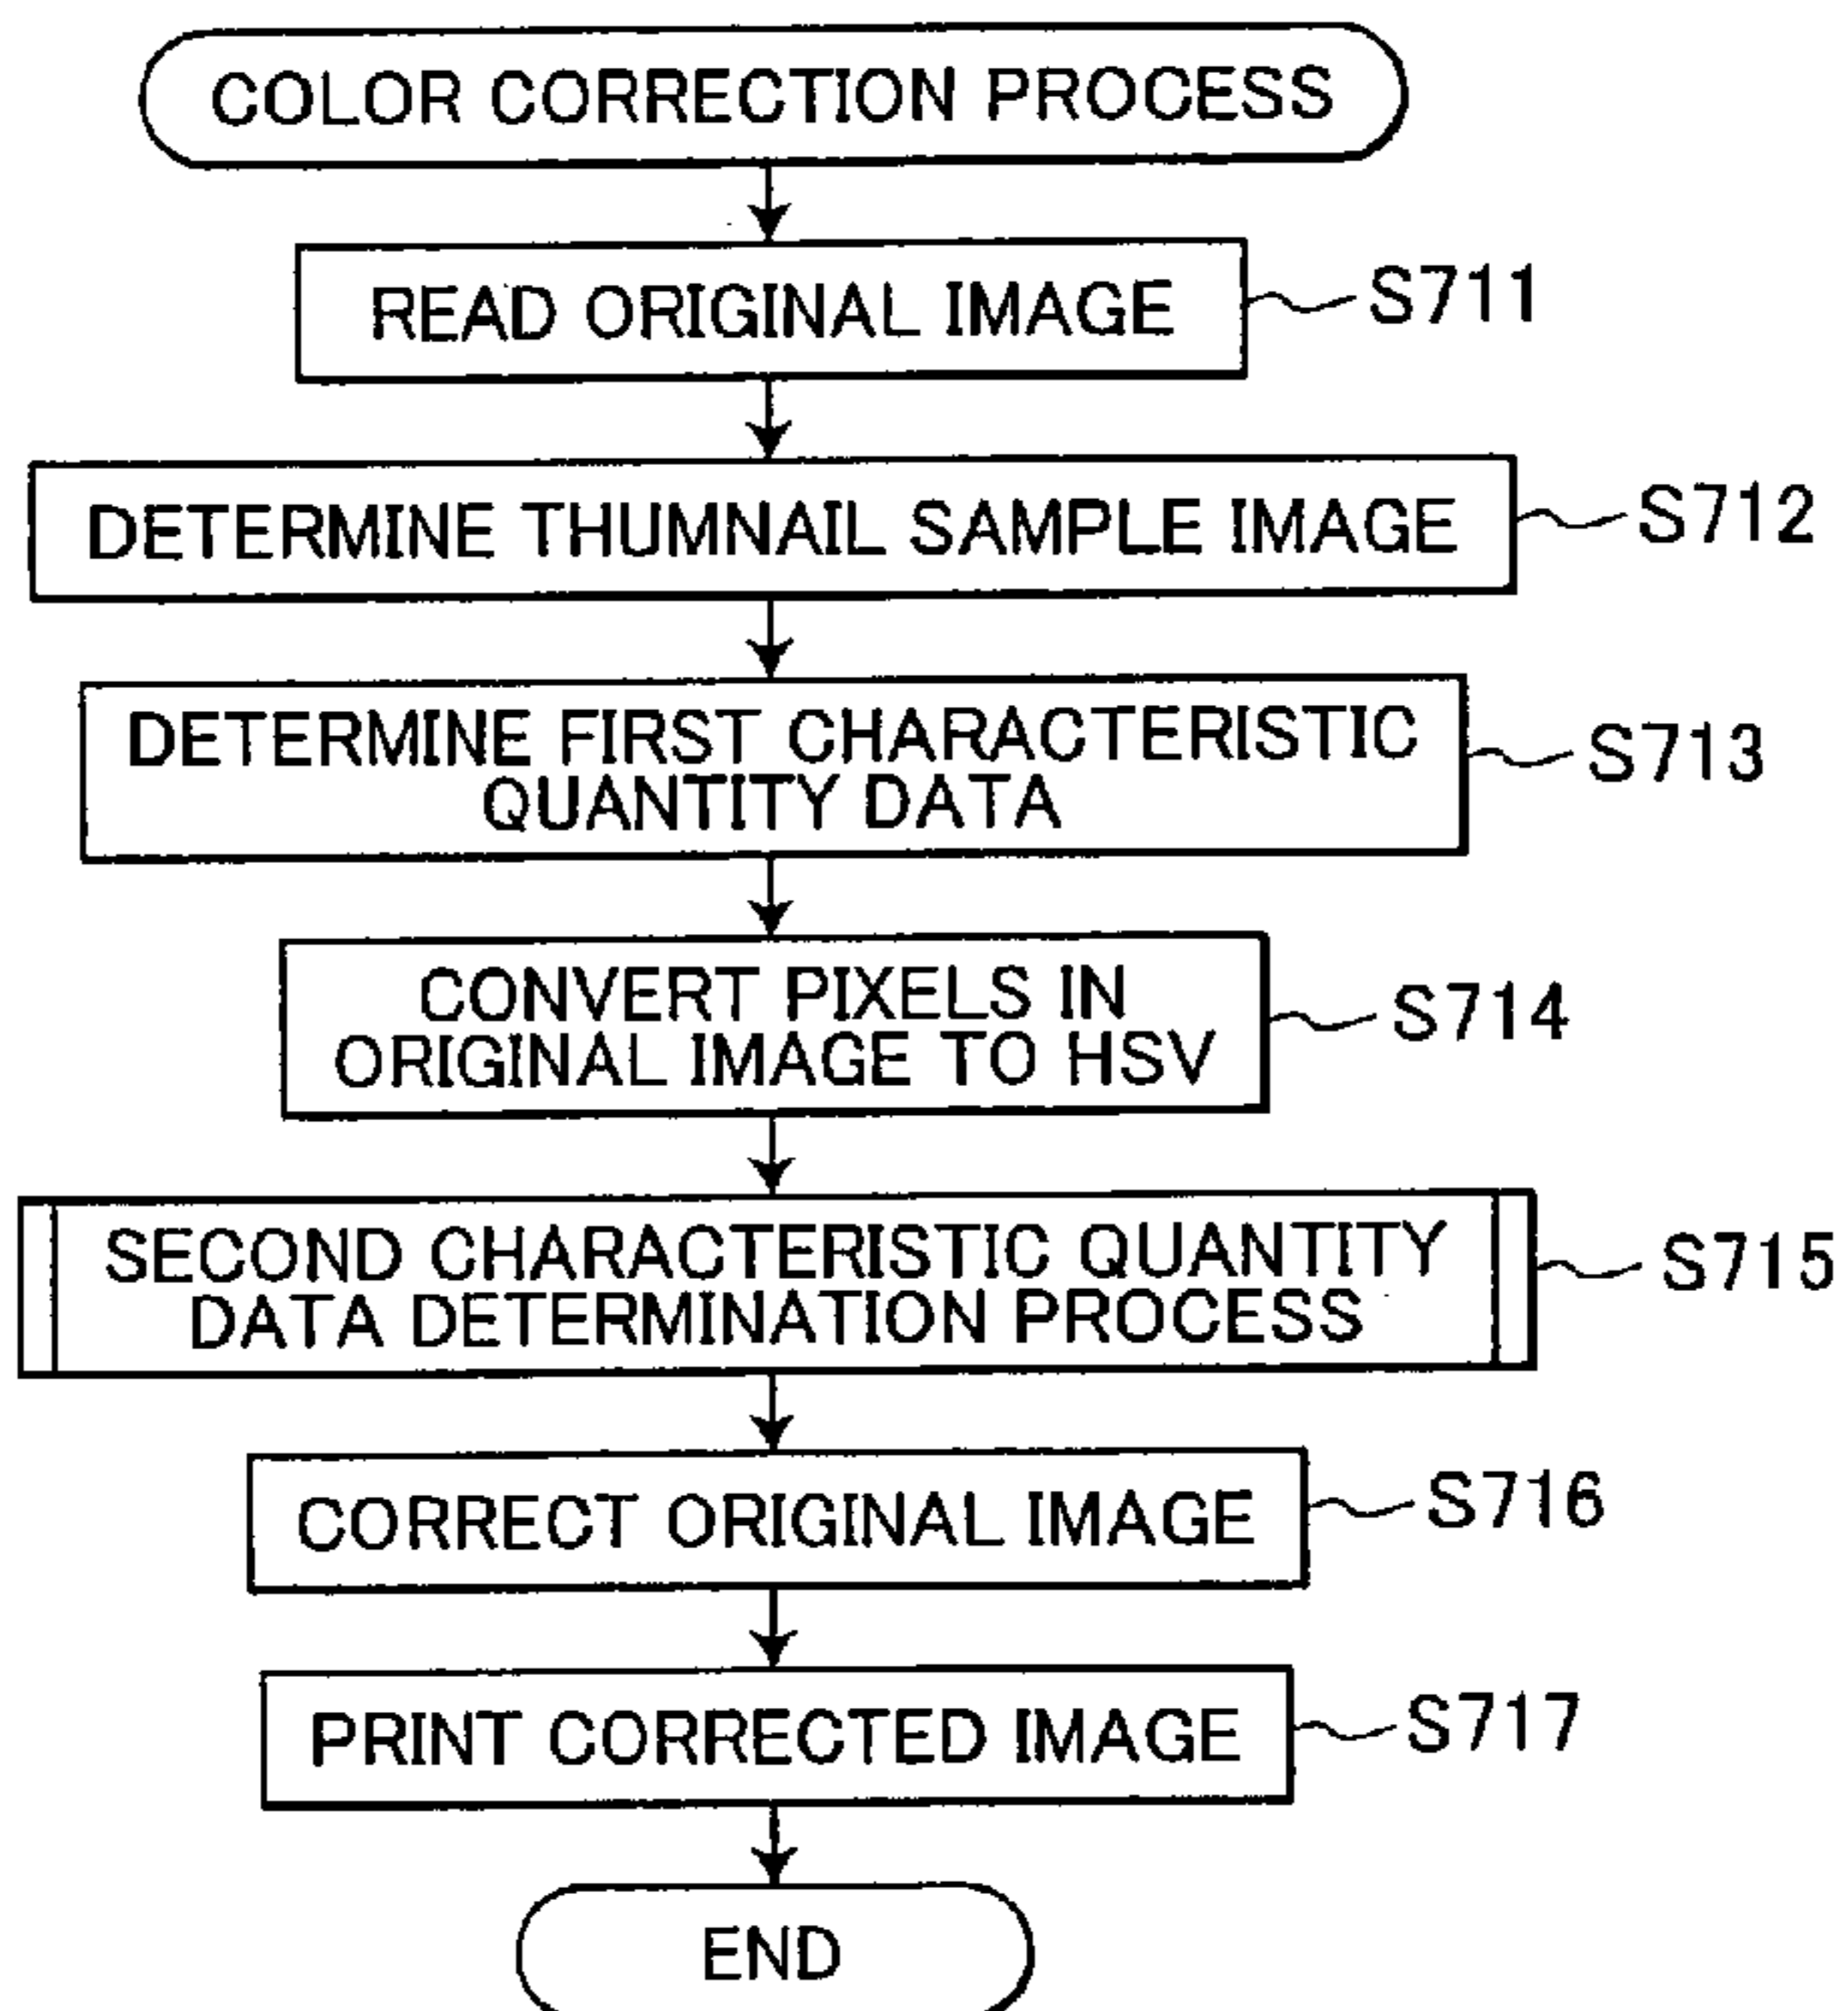 COLOR CORRECTION PROCESS
READ ORIGINAL IMAGE
S711
DETERMINE THUMNAIL SAMPLE IMAGE
S712
DETERMINE FIRST CHARACTERISTIC
QUANTITY DATA
S713
CONVERT PIXELS IN
ORIGINAL IMAGE TO HSV
S714
SECOND CHARACTERISTIC QUANTITY
DATA DETERMINATION PROCESS
S715
CORRECT ORIGINAL IMAGE
S716
PRINT CORRECTED IMAGE
S717
END